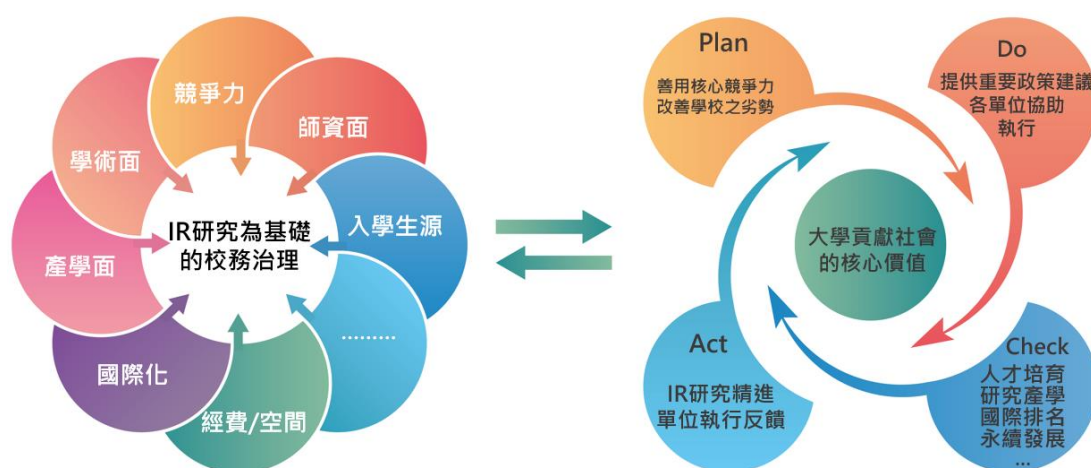 競爭力
師資面
入學生源
.........
經費/空間
國際化
產學面
學術面
IR研究為基礎
的校務治理
Plan
善用核心競爭力
改善學校之劣勢
Do
提供重要政策建議
各單位協助
執行
Check
人才培育
研究產學
國際排名
永續發展
...
Act
IR研究精進
單位執行反饋
大學貢獻社會
的核心價值